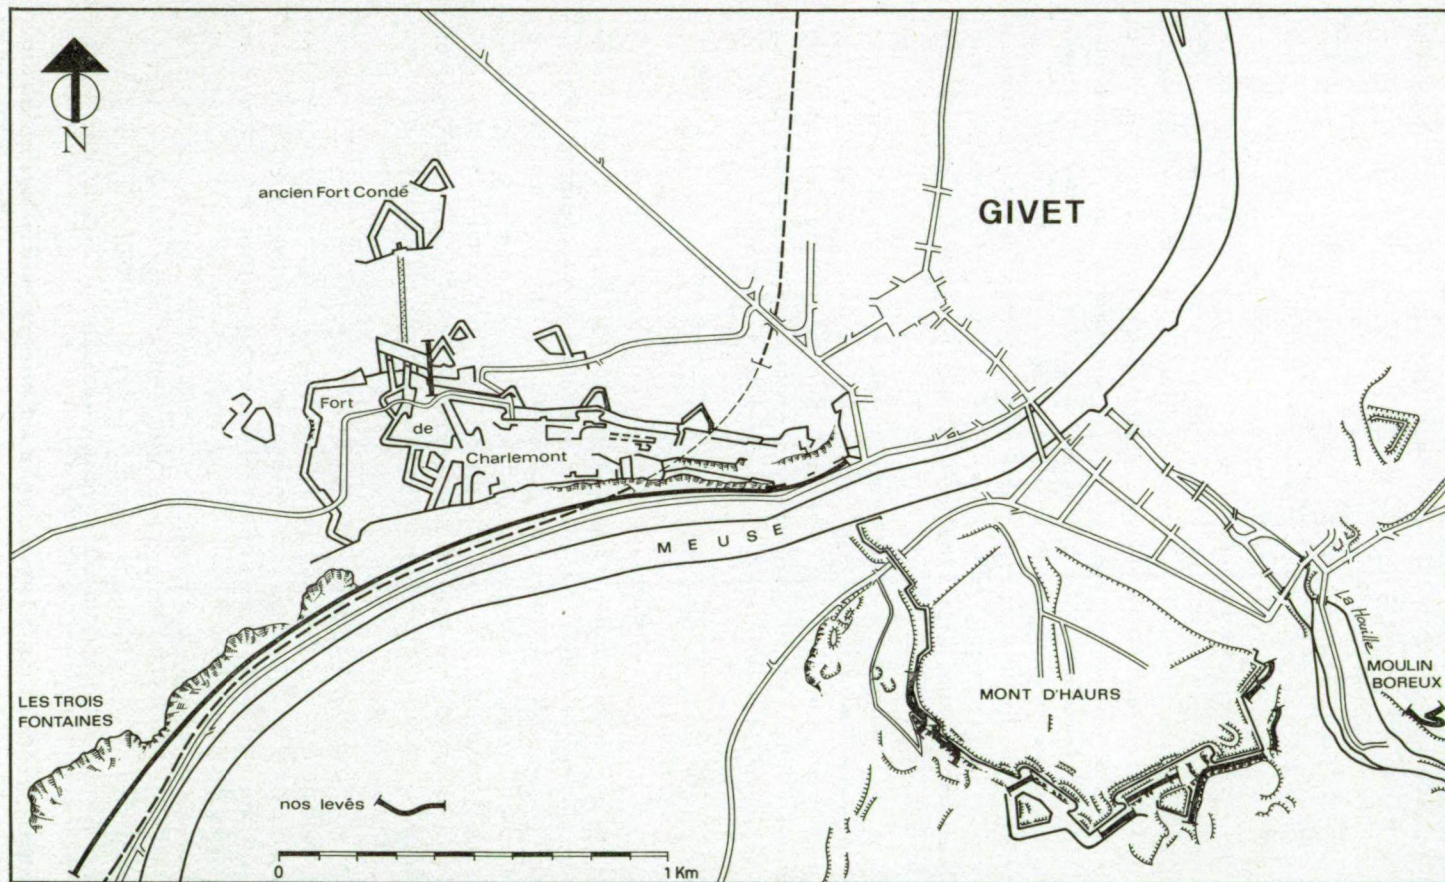 N
ancien Fort Condé
GIVET
Fort
de
Charlemont
MEUSE
La Houille
MOULIN
BOREUX
MONT D'HAURS
LES TROIS
FONTAINES
nos levés
0 1 Km